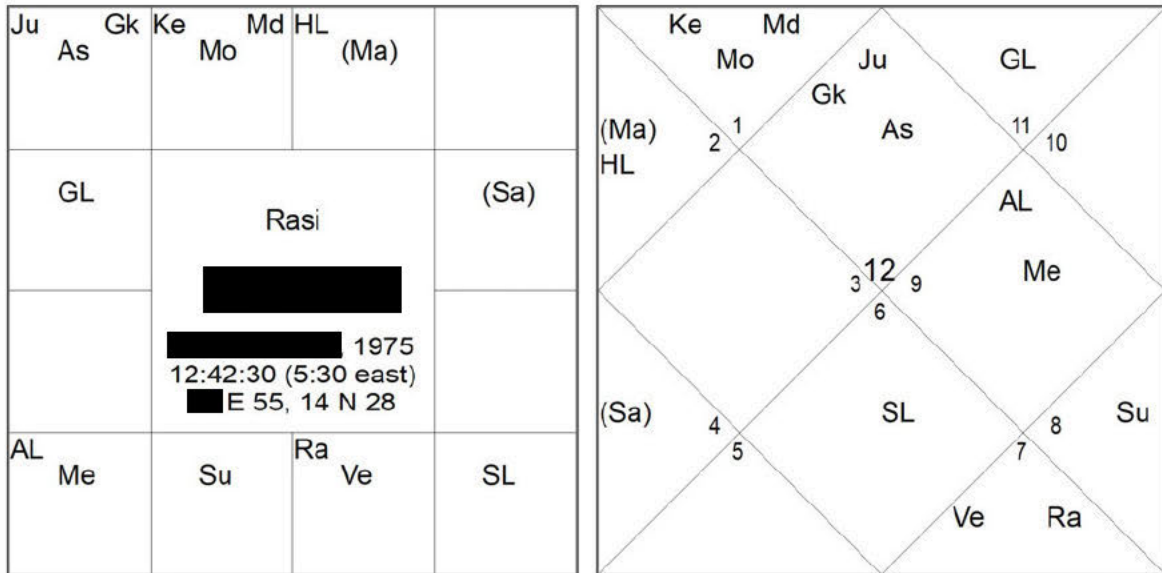 Ju Gk Ke Md HL
As Mo (Ma)
GL (Sa)
Rasi
, 1975
12:42:30 (5:30 east)
E 55, 14 N 28
AL Ra
Me Su Ve SL
Ke Md
Mo Ju GL
Gk
(Ma) 1 As 11
2 10
HL
AL
12 Me
3 9
6
(Sa) 4 SL 8 Su
5 7
Ve Ra